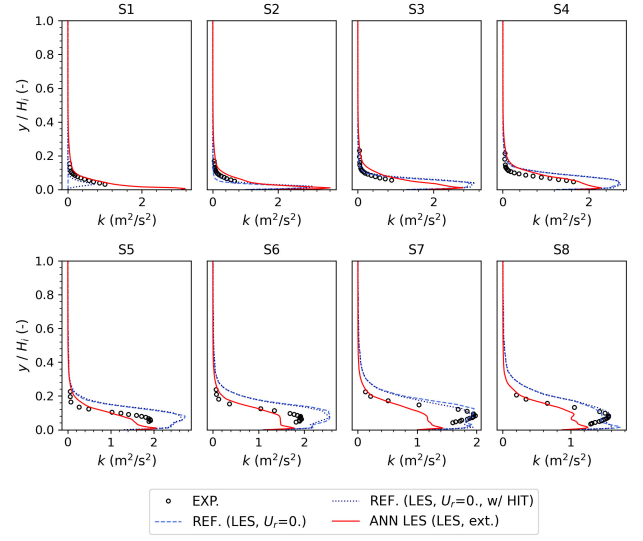 S1 S2 S3 S4
1.0
0.8
0.6
0.4
0.2
0.0
y / H_i (-)
0 2 0 2 0 2 0 2
k (m²/s²) k (m²/s²) k (m²/s²) k (m²/s²)
S5 S6 S7 S8
1.0
0.8
0.6
0.4
0.2
0.0
y / H_i (-)
0 1 2 0 1 2 0 1 2 0 1
k (m²/s²) k (m²/s²) k (m²/s²) k (m²/s²)
EXP. REF. (LES, U_r=0., w/ HIT)
REF. (LES, U_r=0.) ANN LES (LES, ext.)